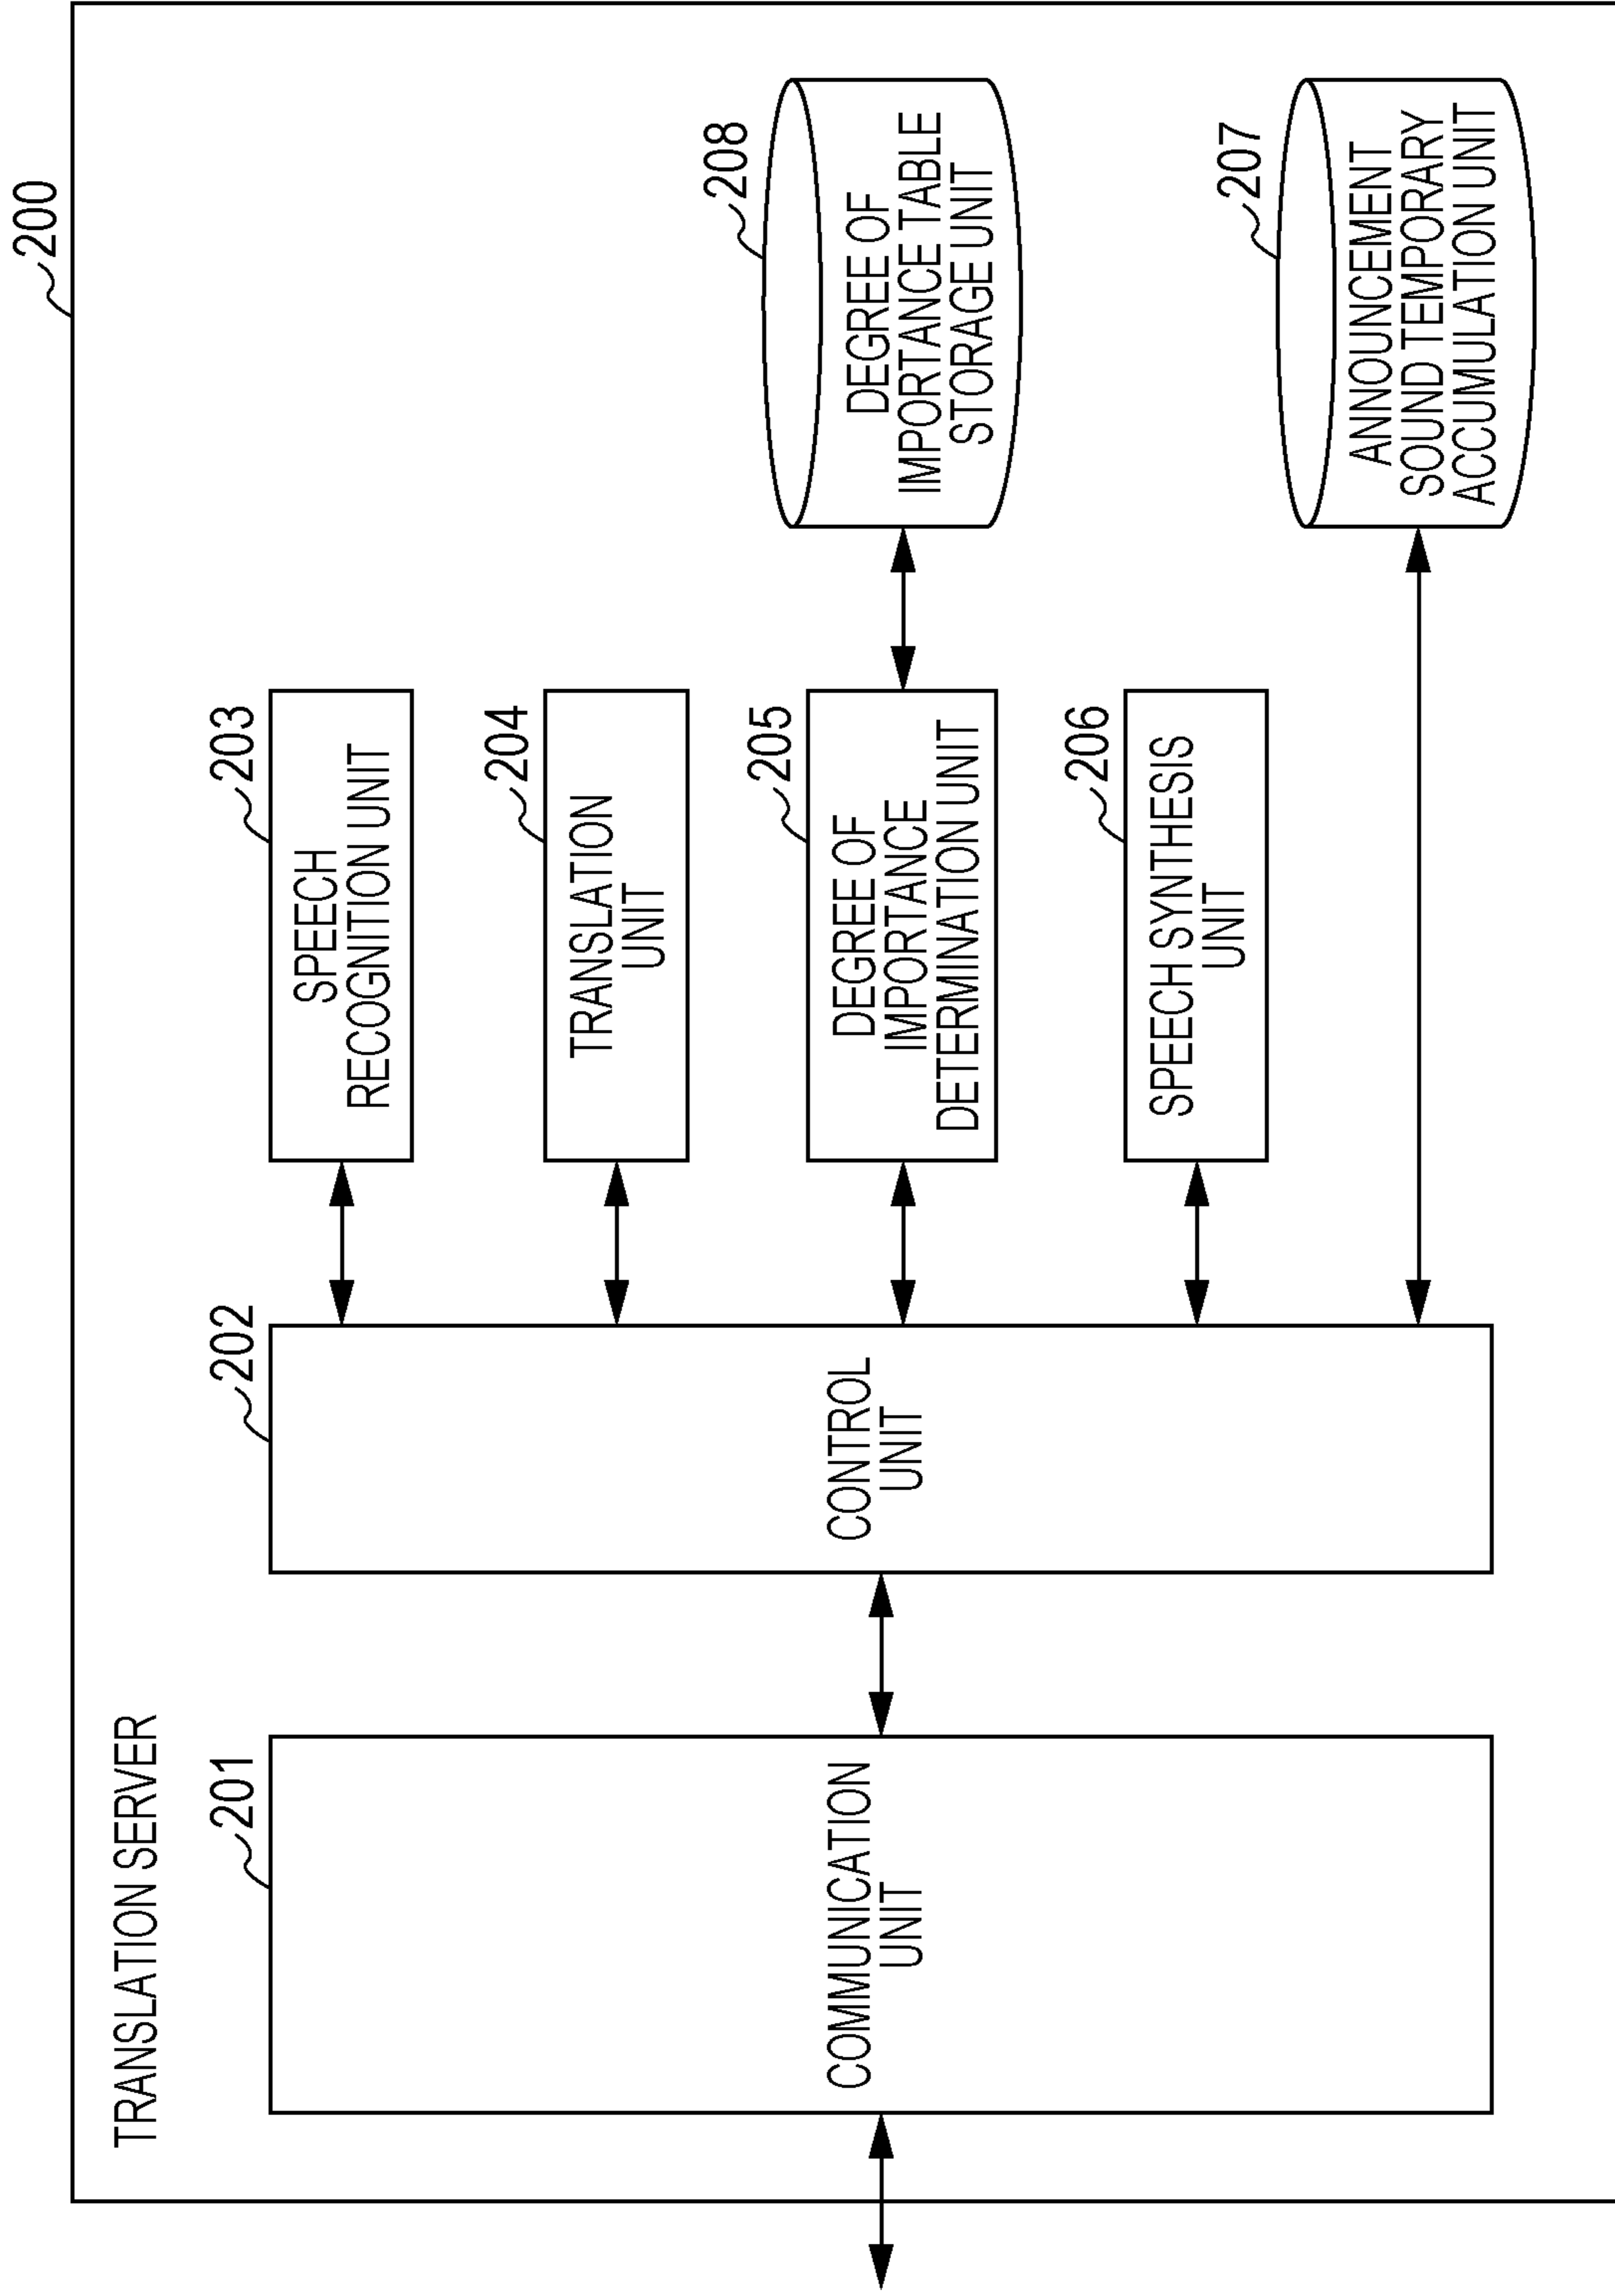 200
TRANSLATION SERVER
201
COMMUNICATION
UNIT
202
CONTROL
UNIT
203
SPEECH
RECOGNITION UNIT
204
TRANSLATION
UNIT
205
DEGREE OF
IMPORTANCE
DETERMINATION UNIT
206
SPEECH SYNTHESIS
UNIT
208
DEGREE OF
IMPORTANCE TABLE
STORAGE UNIT
207
ANNOUNCEMENT
SOUND TEMPORARY
ACCUMULATION UNIT